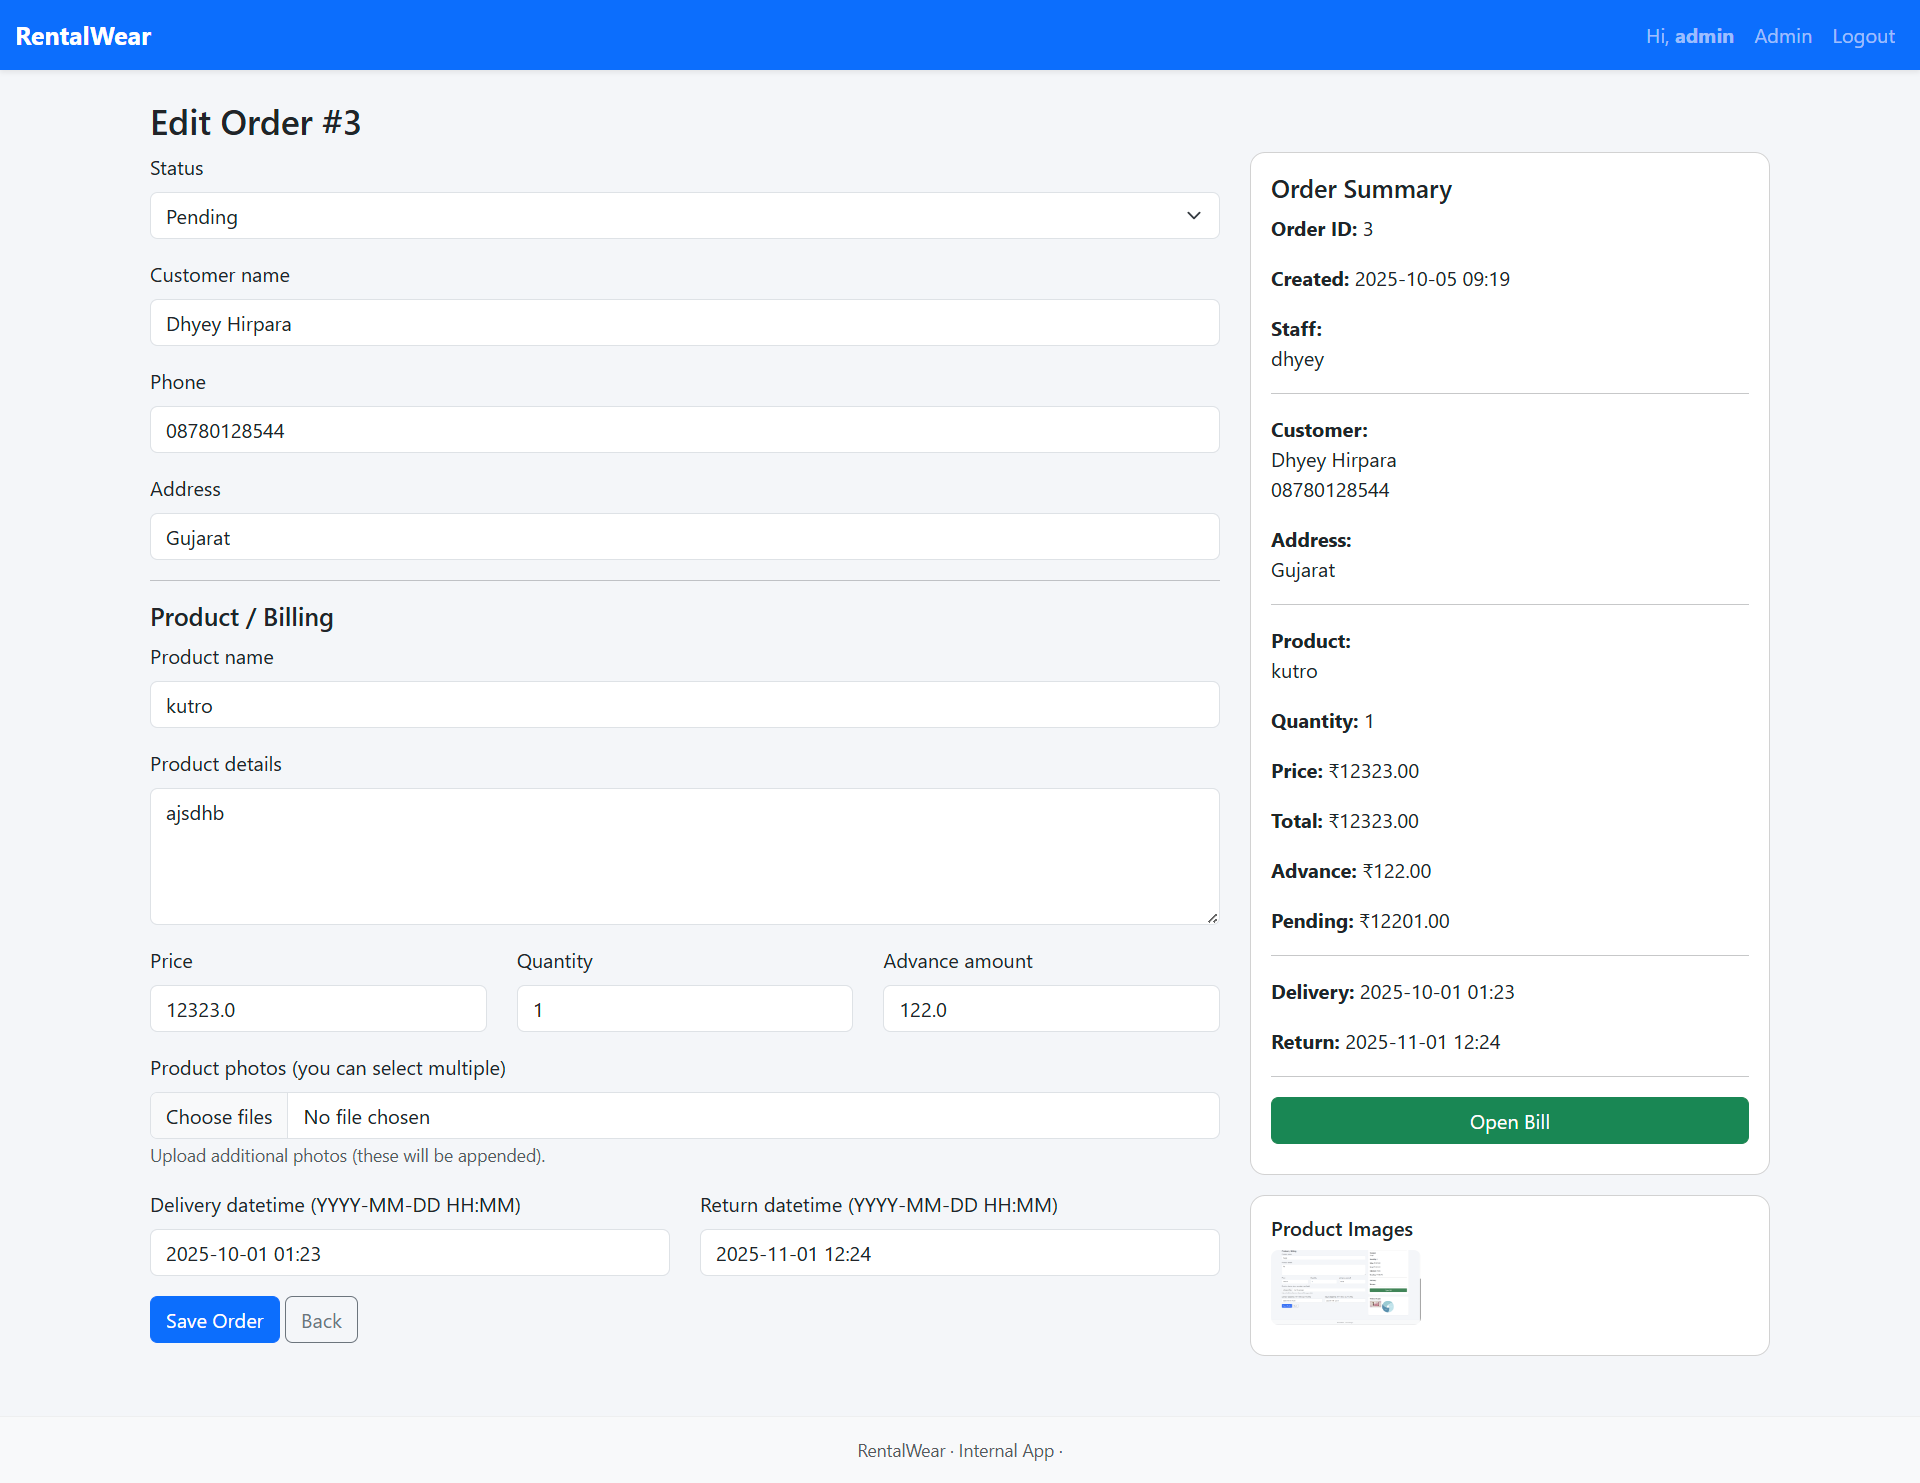 RentalWear
Hi, admin Admin Logout
Edit Order #3
Status
Pending
Customer name
Dhyey Hirpara
Phone
08780128544
Address
Gujarat
Product / Billing
Product name
kutro
Product details
ajsdhb
Price Quantity Advance amount
12323.0 1 122.0
Product photos (you can select multiple)
Choose files No file chosen
Upload additional photos (these will be appended).
Delivery datetime (YYYY-MM-DD HH:MM) Return datetime (YYYY-MM-DD HH:MM)
2025-10-01 01:23 2025-11-01 12:24
Save Order Back
Order Summary
Order ID: 3
Created: 2025-10-05 09:19
Staff:
dhyey
Customer:
Dhyey Hirpara
08780128544
Address:
Gujarat
Product:
kutro
Quantity: 1
Price: ₹12323.00
Total: ₹12323.00
Advance: ₹122.00
Pending: ₹12201.00
Delivery: 2025-10-01 01:23
Return: 2025-11-01 12:24
Open Bill
Product Images
RentalWear · Internal App ·